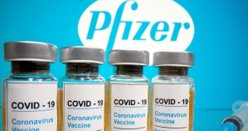 Pfizer
COVID - 19
Coronavirus
Vaccine
COVID - 19
Coronavirus
Vaccine
COVID - 19
Coronavirus
Vaccine
COVID - 19
Coronavirus
Vaccine